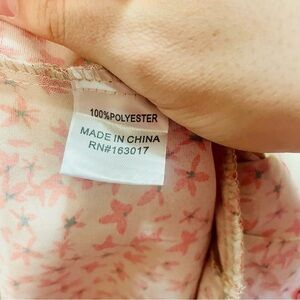 100%POLYESTER
MADE IN CHINA
RN#163017